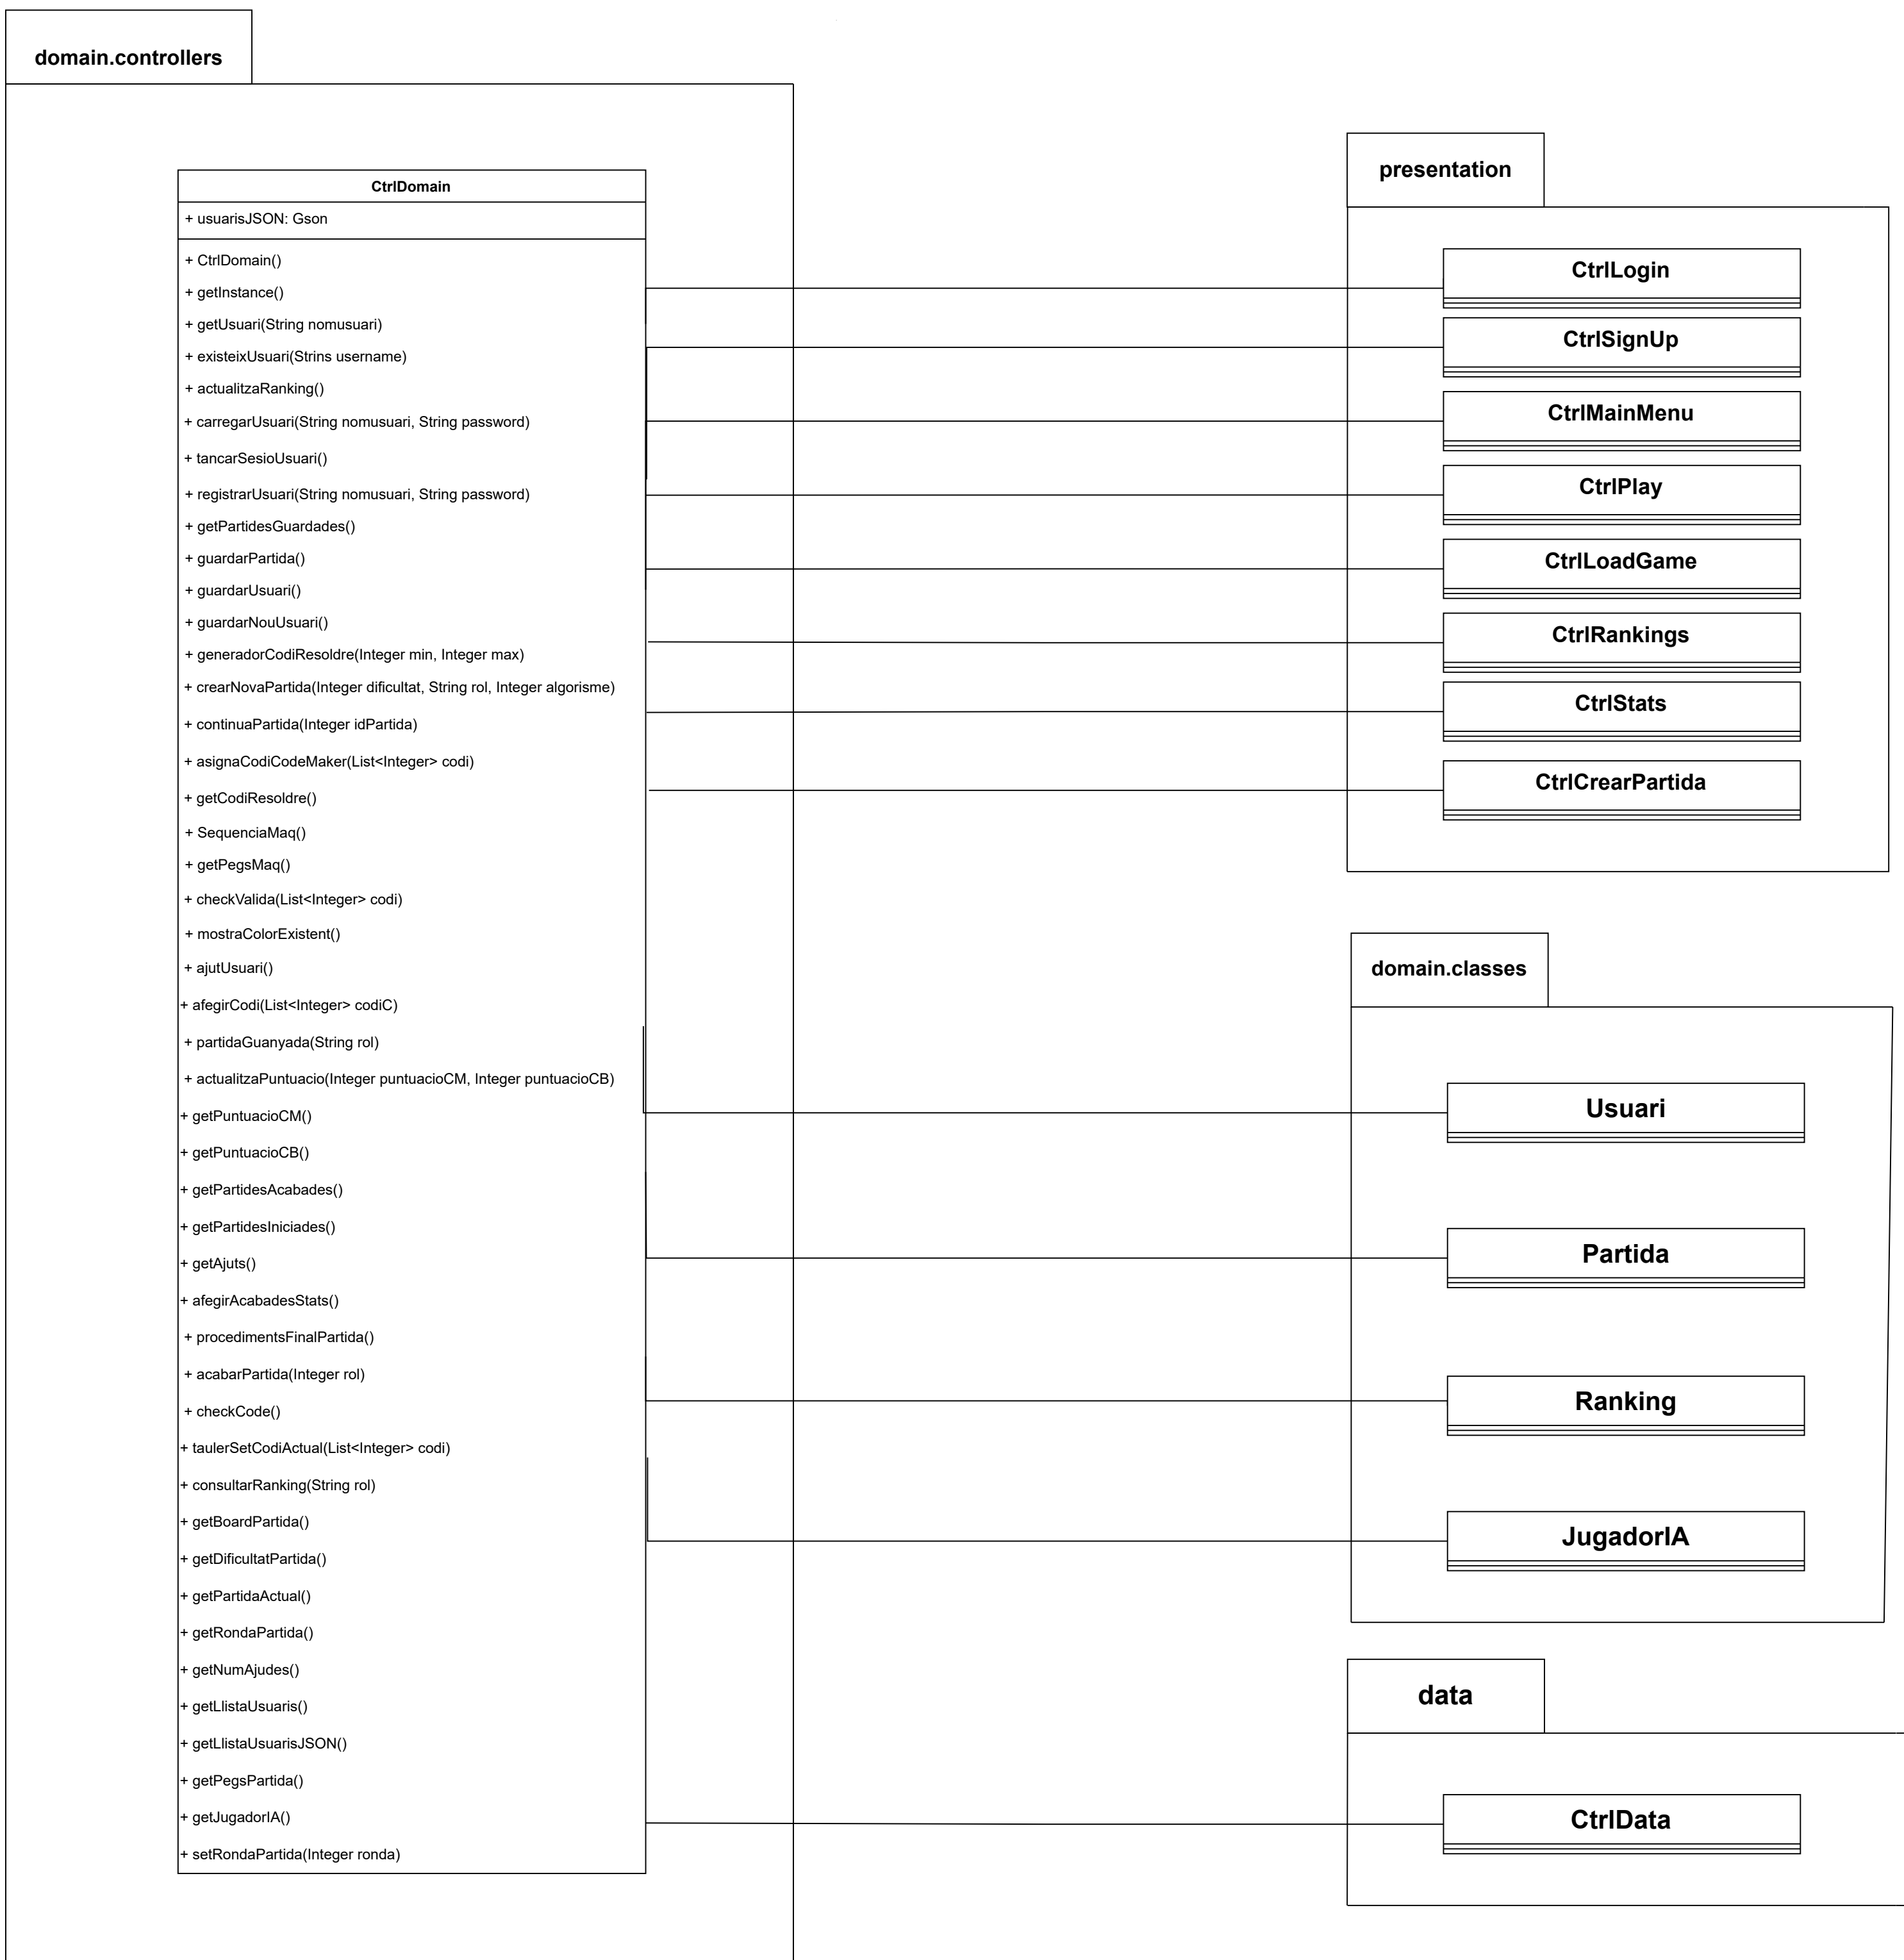 domain.controllers
CtrlDomain
+ usuarisJSON: Gson
+ CtrlDomain()
+ getInstance()
+ getUsuari(String nomusuari)
+ existeixUsuari(Strins username)
+ actualitzaRanking()
+ carregarUsuari(String nomusuari, String password)
+ tancarSesioUsuari()
+ registrarUsuari(String nomusuari, String password)
+ getPartidesGuardades()
+ guardarPartida()
+ guardarUsuari()
+ guardarNouUsuari()
+ generadorCodiResoldre(Integer min, Integer max)
+ crearNovaPartida(Integer dificultat, String rol, Integer algorisme)
+ continuaPartida(Integer idPartida)
+ asignaCodiCodeMaker(List<Integer> codi)
+ getCodiResoldre()
+ SequenciaMaq()
+ getPegsMaq()
+ checkValida(List<Integer> codi)
+ mostraColorExistent()
+ ajutUsuari()
+ afegirCodi(List<Integer> codiC)
+ partidaGuanyada(String rol)
+ actualitzaPuntuacio(Integer puntuacioCM, Integer puntuacioCB)
+ getPuntuacioCM()
+ getPuntuacioCB()
+ getPartidesAcabades()
+ getPartidesIniciades()
+ getAjuts()
+ afegirAcabadesStats()
+ procedimentsFinalPartida()
+ acabarPartida(Integer rol)
+ checkCode()
+ taulerSetCodiActual(List<Integer> codi)
+ consultarRanking(String rol)
+ getBoardPartida()
+ getDificultatPartida()
+ getPartidaActual()
+ getRondaPartida()
+ getNumAjudes()
+ getLlistaUsuaris()
+ getLlistaUsuarisJSON()
+ getPegsPartida()
+ getJugadorIA()
+ setRondaPartida(Integer ronda)
presentation
CtrlLogin
CtrlSignUp
CtrlMainMenu
CtrlPlay
CtrlLoadGame
CtrlRankings
CtrlStats
CtrlCrearPartida
domain.classes
Usuari
Partida
Ranking
JugadorIA
data
CtrlData